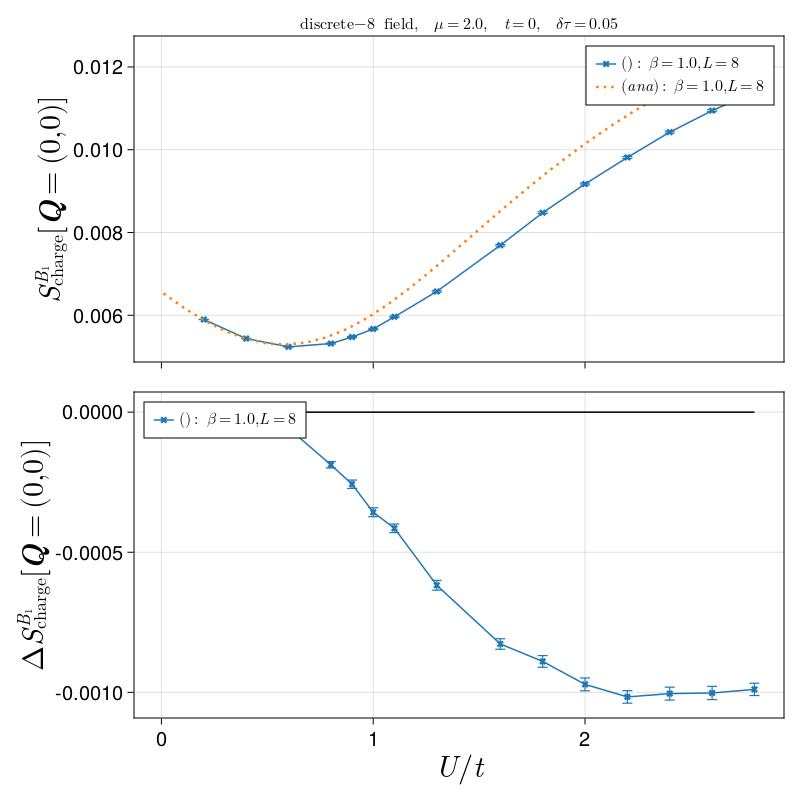 discrete−8 field, μ = 2.0, t = 0, δτ = 0.05
S^{B_1}_{charge}[Q = (0,0)]
0.012
0.010
0.008
0.006
() : β = 1.0,L = 8
(ana) : β = 1.0,L = 8
ΔS^{B_1}_{charge}[Q = (0,0)]
0.0000
-0.0005
-0.0010
() : β = 1.0,L = 8
0 1 2
U/t